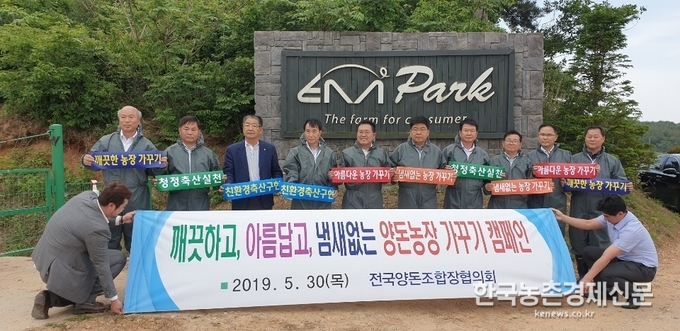 EM Park
The farm for consumer
깨끗한 농장 가꾸기
청정축산실천
친환경축산구현
친환경축산구현
아름다운 농장 가꾸기
냄새없는 농장 가꾸기
청정축산실천
냄새없는 농장 가꾸기
아름다운 농장 가꾸기
깨끗한 농장 가꾸기
깨끗하고, 아름답고, 냄새없는 양돈농장 가꾸기 캠페인
■ 2019. 5. 30(목) 전국양돈조합장협의회
한국농촌경제신문
kenews.co.kr